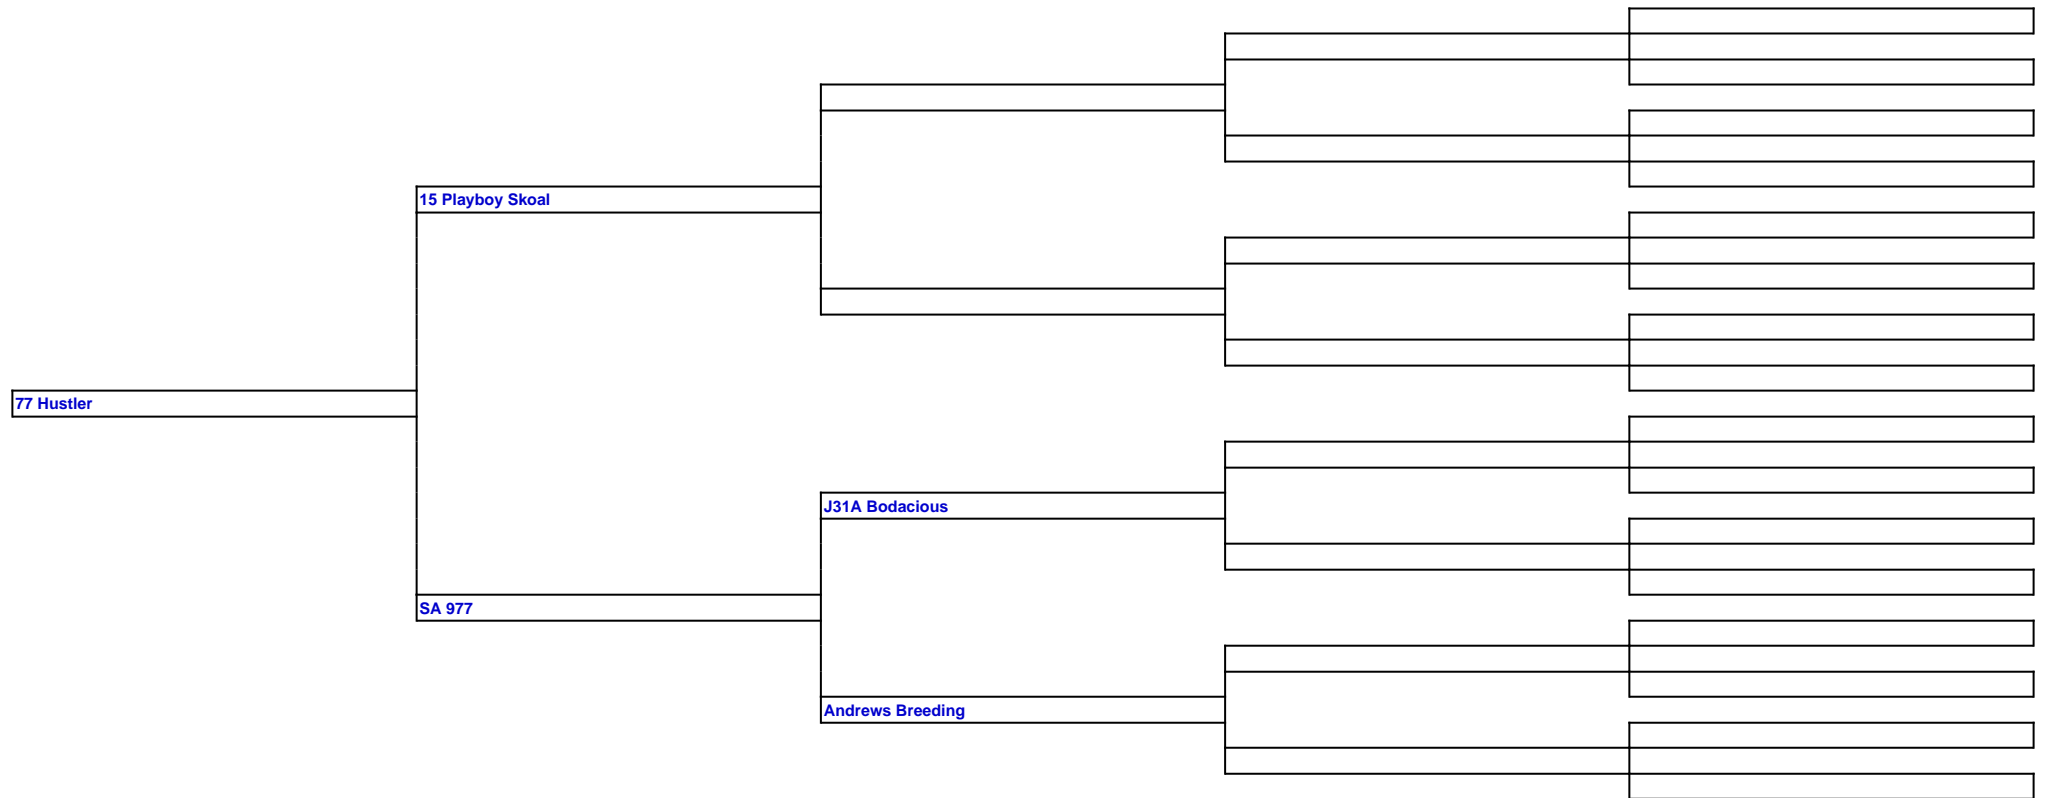 15 Playboy Skoal
77 Hustler
J31A Bodacious
SA 977
Andrews Breeding